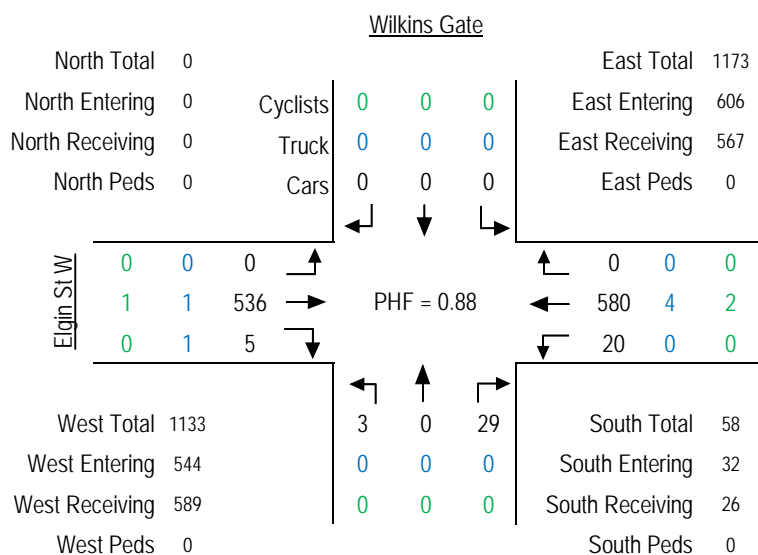 Wilkins Gate
North Total 0 East Total 1173
North Entering 0 Cyclists 0 0 0 East Entering 606
North Receiving 0 Truck 0 0 0 East Receiving 567
North Peds 0 Cars 0 0 0 East Peds 0
Elgin St W
0 0 0 0 0 0
1 1 536 PHF = 0.88 580 4 2
0 1 5 20 0 0
West Total 1133 3 0 29 South Total 58
West Entering 544 0 0 0 South Entering 32
West Receiving 589 0 0 0 South Receiving 26
West Peds 0 South Peds 0